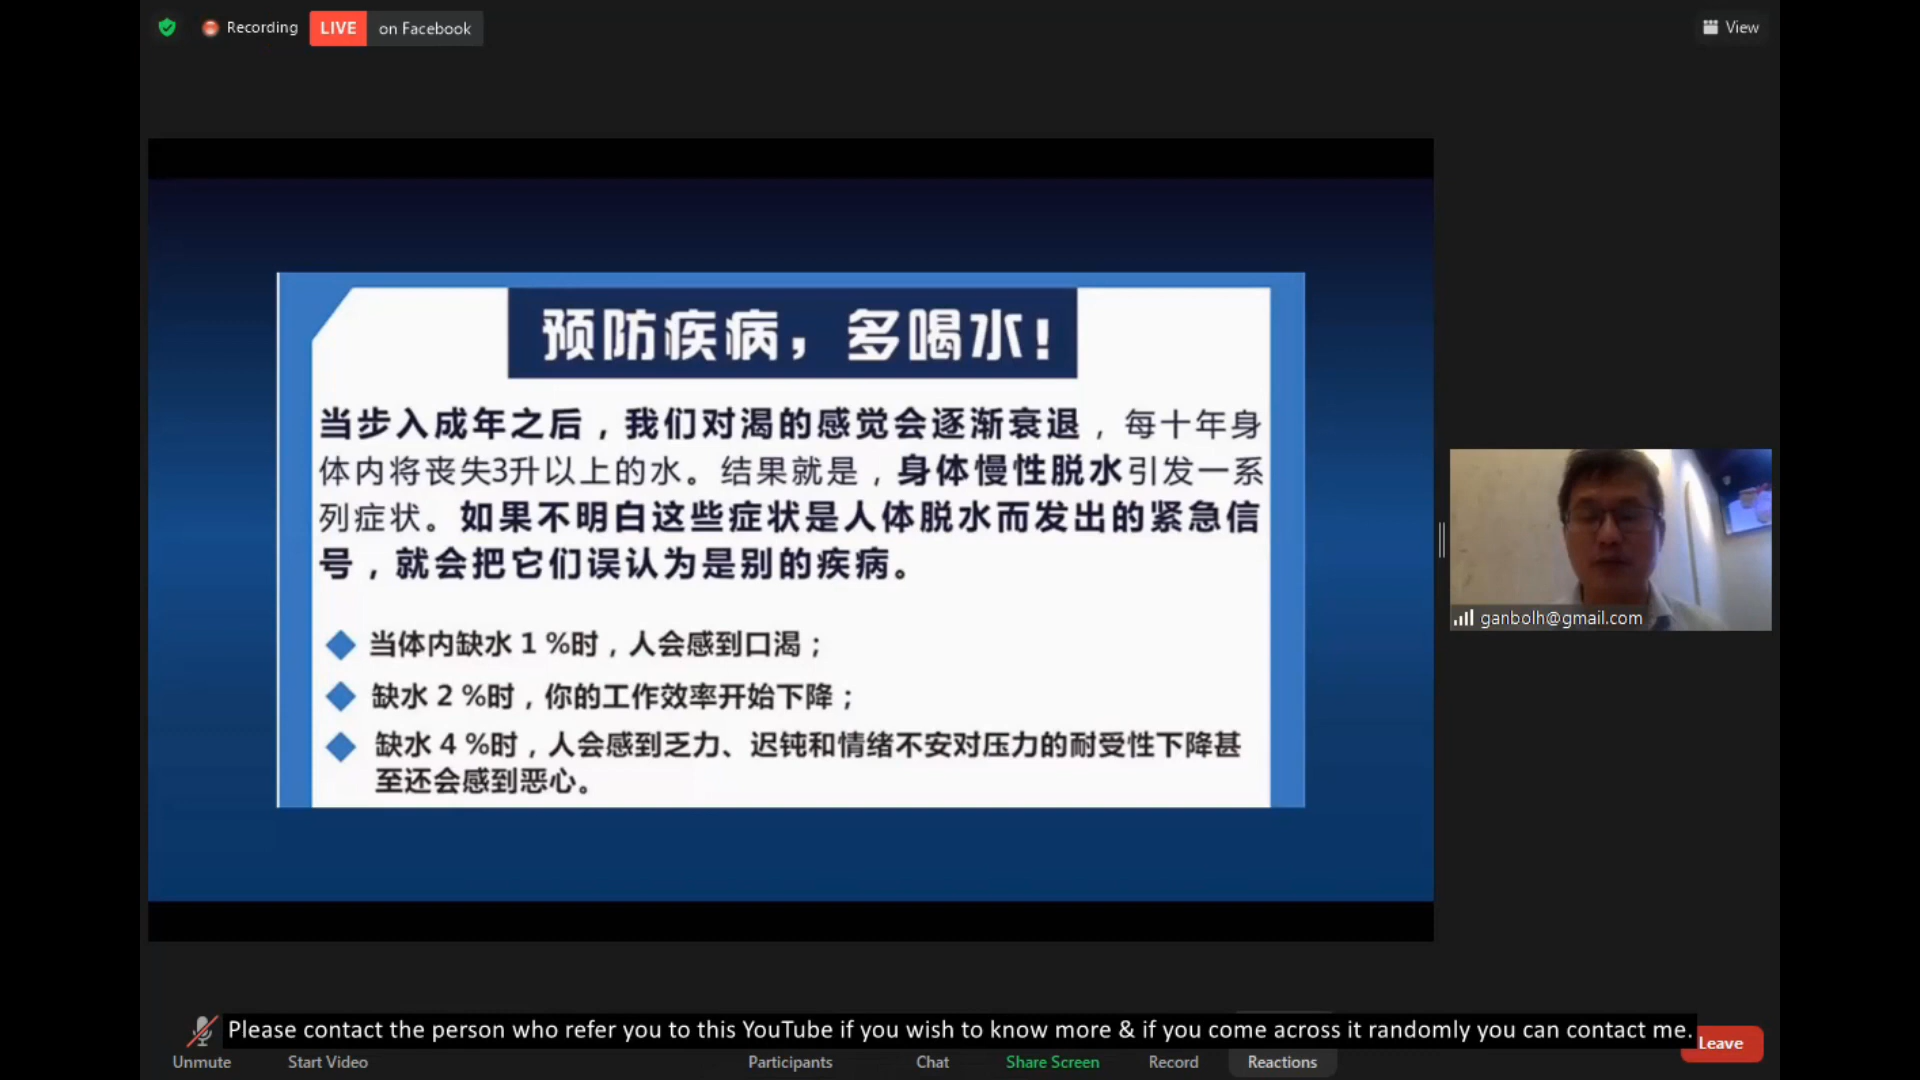 Recording
LIVE on Facebook
View
预防疾病，多喝水！
当步入成年之后，我们对渴的感觉会逐渐衰退，每十年身
体内将丧失3升以上的水。结果就是，身体慢性脱水引发一系
列症状。如果不明白这些症状是人体脱水而发出的紧急信
号，就会把它们误认为是别的疾病。
当体内缺水 1 %时，人会感到口渴；
缺水 2 %时，你的工作效率开始下降；
缺水 4 %时，人会感到乏力、迟钝和情绪不安对压力的耐受性下降甚
至还会感到恶心。
ganbolh@gmail.com
Please contact the person who refer you to this YouTube if you wish to know more & if you come across it randomly you can contact me.
Leave
Unmute
Start Video
Participants
Chat
Share Screen
Record
Reactions